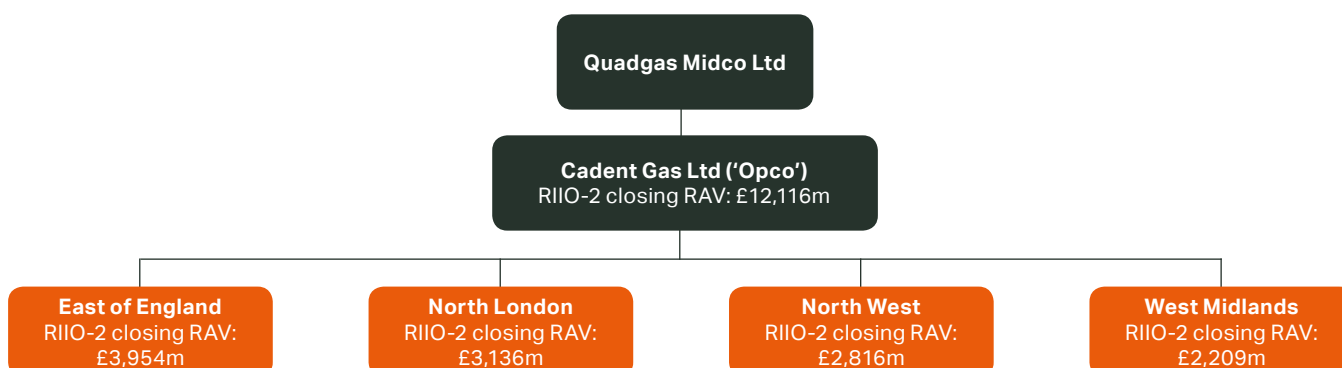 Quadgas Midco Ltd
Cadent Gas Ltd (‘Opco’)
RIIO-2 closing RAV: £12,116m
East of England
RIIO-2 closing RAV:
£3,954m
North London
RIIO-2 closing RAV:
£3,136m
North West
RIIO-2 closing RAV:
£2,816m
West Midlands
RIIO-2 closing RAV:
£2,209m